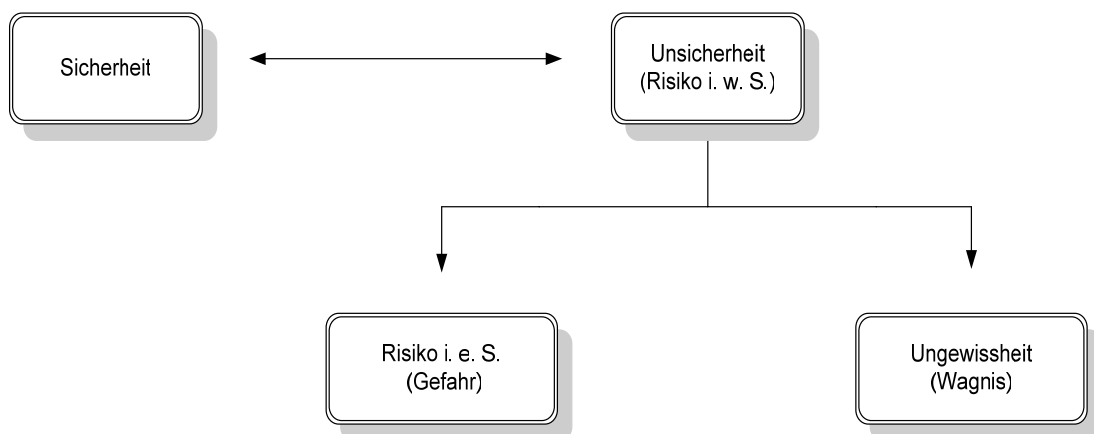 Sicherheit
Unsicherheit
(Risiko i. w. S.)
Risiko i. e. S.
(Gefahr)
Ungewissheit
(Wagnis)